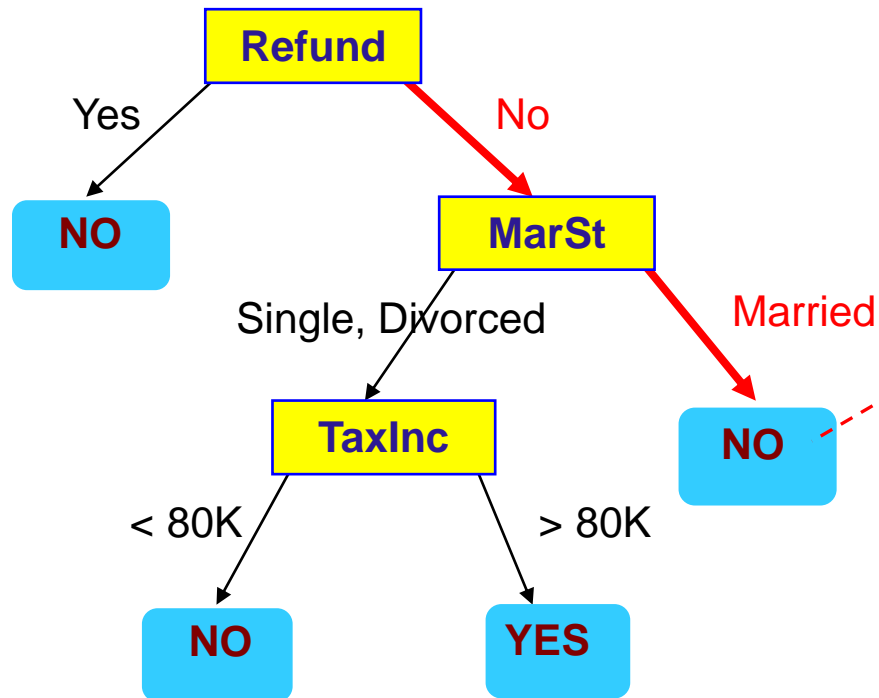 Refund
Yes
No
NO
MarSt
Single, Divorced
Married
TaxInc
NO
< 80K
> 80K
NO
YES